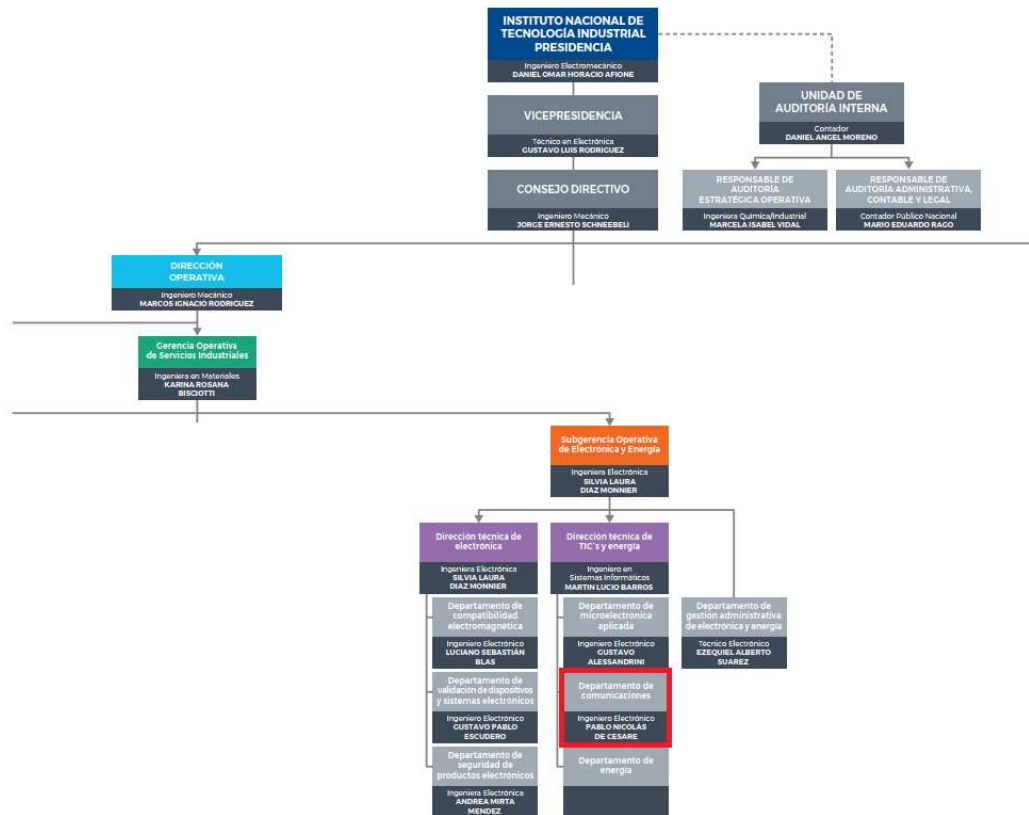 INSTITUTO NACIONAL DE
TECNOLOGÍA INDUSTRIAL
PRESIDENCIA
Ingeniero Electromecánico
DANIEL OMAR HORACIO AFIONE
UNIDAD DE
AUDITORÍA INTERNA
Contador
DANIEL ANGEL MORENO
VICEPRESIDENCIA
Técnico en Electrónica
GUSTAVO LUIS RODRIGUEZ
CONSEJO DIRECTIVO
Ingeniero Mecánico
JORGE ERNESTO SCHNEEBELI
RESPONSABLE DE
AUDITORÍA
ESTRATÉGICA OPERATIVA
Ingeniera Química/Industrial
MARCELA ISABEL VIDAL
RESPONSABLE DE
AUDITORÍA ADMINISTRATIVA,
CONTABLE Y LEGAL
Contador Público Nacional
MARIO EDUARDO RAGO
DIRECCIÓN
OPERATIVA
Ingeniero Mecánico
MARCOS IGNACIO RODRIGUEZ
Gerencia Operativa
de Servicios Industriales
Ingeniera en Materiales
KARINA ROSANA
BISCIOTTI
Subgerencia Operativa
de Electrónica y Energía
Ingeniera Electrónica
SILVIA LAURA
DIAZ MONNIER
Dirección técnica de
electrónica
Ingeniera Electrónica
SILVIA LAURA
DIAZ MONNIER
Departamento de
compatibilidad
electromagnética
Ingeniero Electrónico
LUCIANO SEBASTIÁN
BLAS
Departamento de
validación de dispositivos
y sistemas electrónicos
Ingeniero Electrónico
GUSTAVO PABLO
ESCUDERO
Departamento de
seguridad de
productos electrónicos
Ingeniera Electrónica
ANDREA MIRTA
MENDEZ
Dirección técnica de
TIC's y energía
Ingeniero en
Sistemas Informáticos
MARTIN LUCIO BARROS
Departamento de
microelectrónica
aplicada
Ingeniero Electrónico
GUSTAVO
ALESSANDRINI
Departamento de
comunicaciones
Ingeniero Electrónico
PABLO NICOLÁS
DE CESARE
Departamento de
energía
Departamento de
gestión administrativa
de electrónica y energía
Técnico Electrónico
EZEQUIEL ALBERTO
SUAREZ